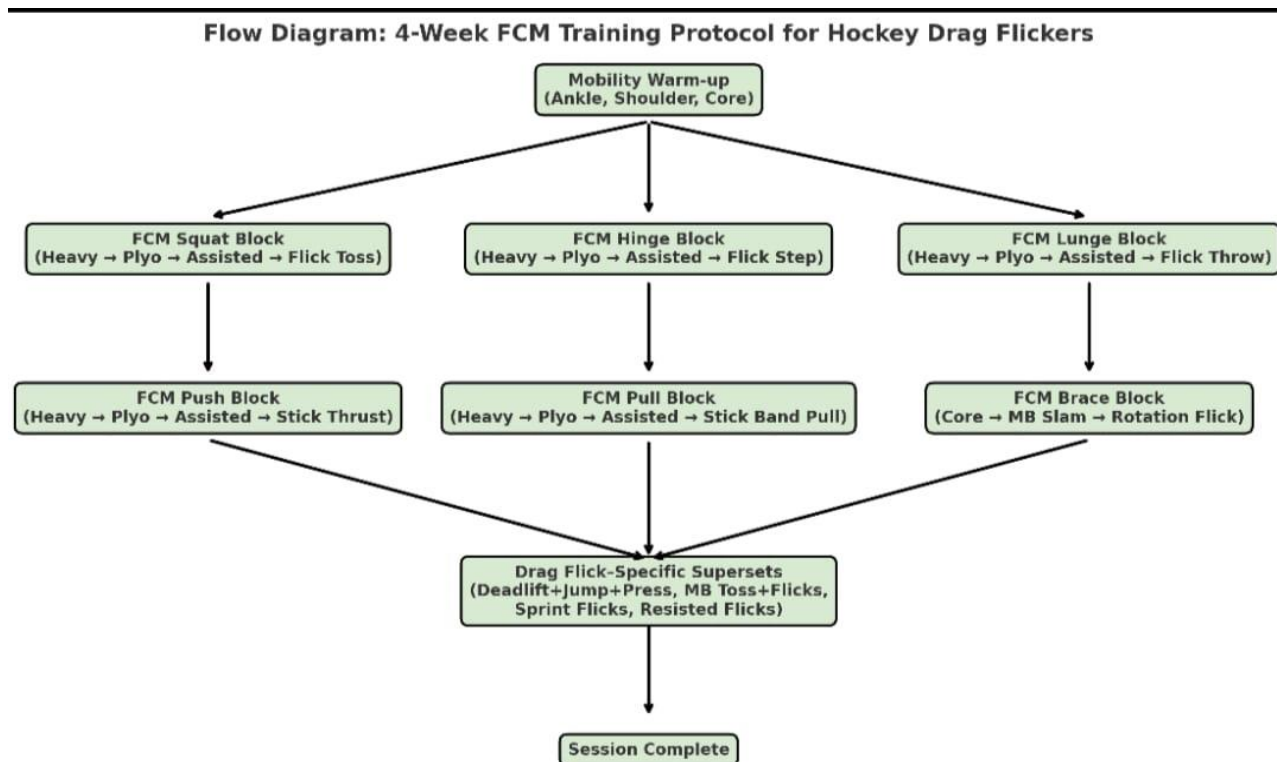 Flow Diagram: 4-Week FCM Training Protocol for Hockey Drag Flickers
Mobility Warm-up
(Ankle, Shoulder, Core)
FCM Squat Block
(Heavy → Plyo → Assisted → Flick Toss)
FCM Hinge Block
(Heavy → Plyo → Assisted → Flick Step)
FCM Lunge Block
(Heavy → Plyo → Assisted → Flick Throw)
FCM Push Block
(Heavy → Plyo → Assisted → Stick Thrust)
FCM Pull Block
(Heavy → Plyo → Assisted → Stick Band Pull)
FCM Brace Block
(Core → MB Slam → Rotation Flick)
Drag Flick–Specific Supersets
(Deadlift+Jump+Press, MB Toss+Flicks,
Sprint Flicks, Resisted Flicks)
Session Complete